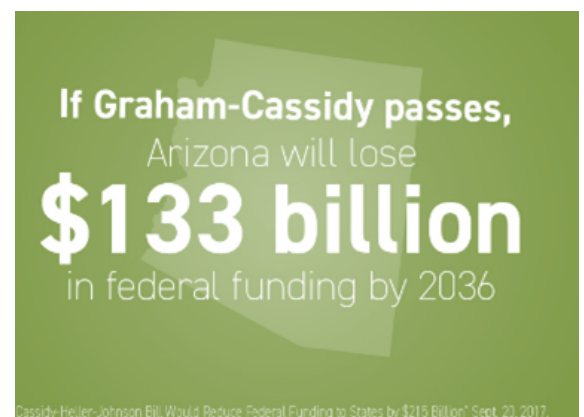 If Graham-Cassidy passes,
Arizona will lose
$133 billion
in federal funding by 2036
Cassidy-Heller-Johnson Bill Would Reduce Federal Funding to States by $215 Billion" Sept. 20, 2017.